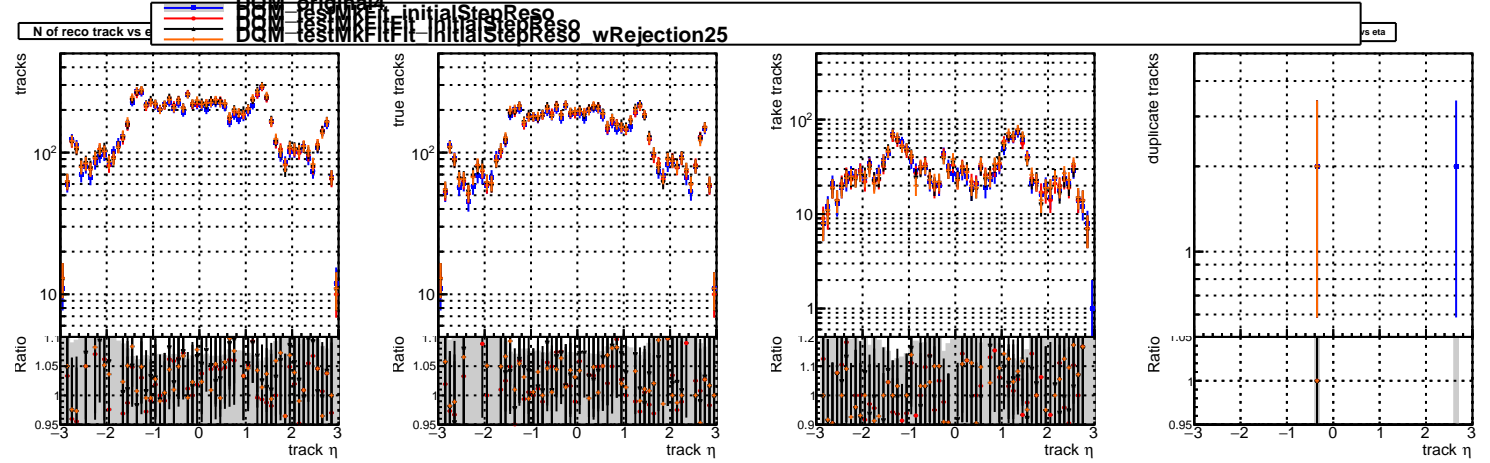 DQM_original4
DQM_testMkFit_initialStepReso
DQM_testMkFitFit_initialStepReso
DQM_testMkFitFit_initialStepReso_wRejection25
N of reco track vs e
vs eta
tracks
10²
10
Ratio
1.1
1.05
1
0.95
−3 −2 −1 0 1 2 3
track η
true tracks
10²
10
Ratio
1.1
1.05
1
0.95
−3 −2 −1 0 1 2 3
track η
fake tracks
10²
10
1
Ratio
1.2
1.1
1
0.9
−3 −2 −1 0 1 2 3
track η
duplicate tracks
1
Ratio
1.05
1
0.95
−3 −2 −1 0 1 2 3
track η